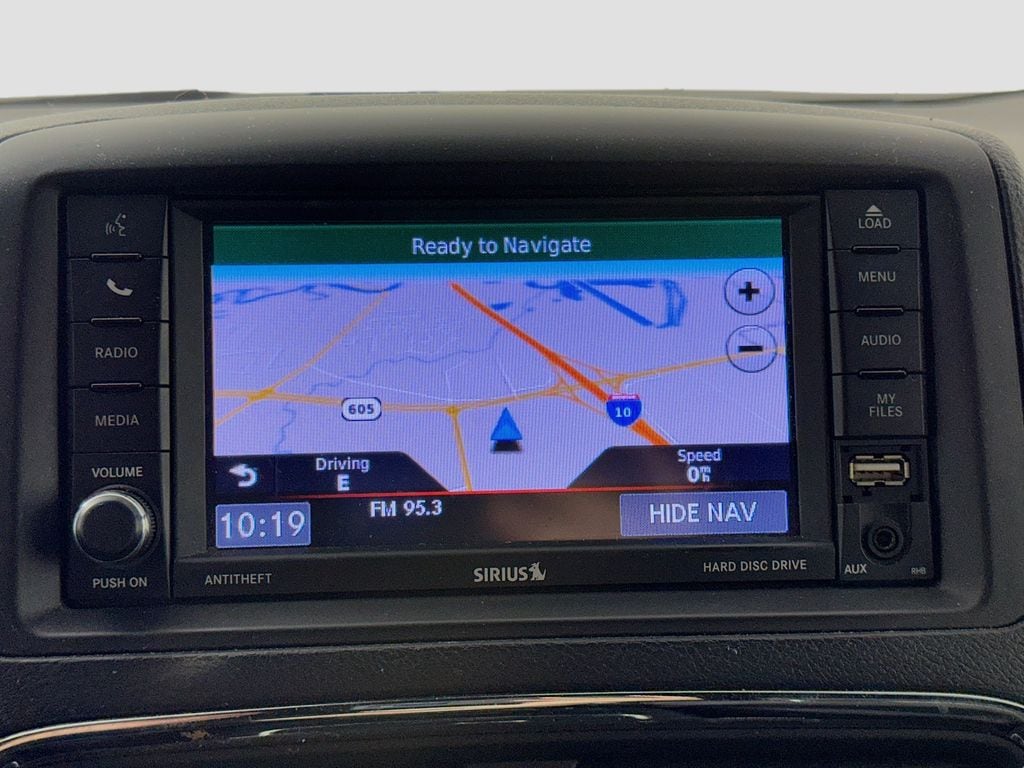 LOAD
Ready to Navigate
MENU
+
RADIO
−
AUDIO
605
10
MY
FILES
MEDIA
VOLUME
Driving
E
Speed
0 m/h
10:19
FM 95.3
HIDE NAV
PUSH ON
ANTITHEFT
SIRIUS
HARD DISC DRIVE
AUX
RHB